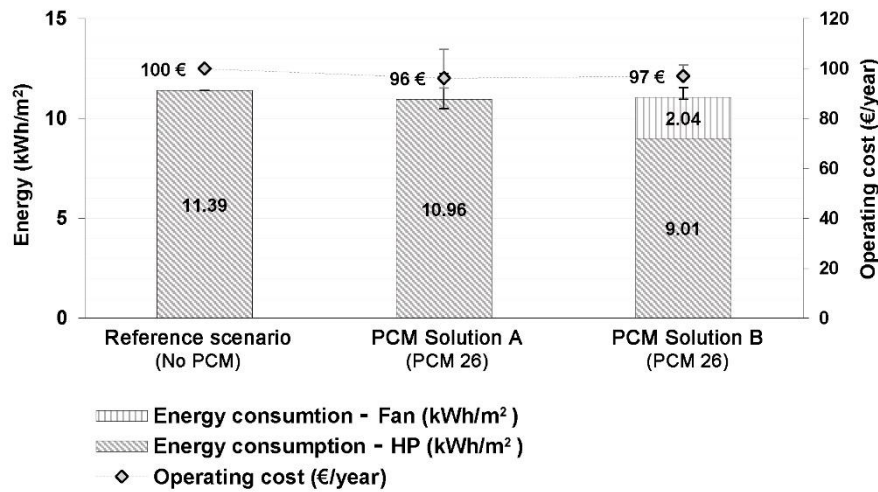 15
10
5
0
Energy (kWh/m²)
120
100
80
60
40
20
0
Operating cost (€/year)
100 €
96 €
97 €
11.39
10.96
2.04
9.01
Reference scenario
(No PCM)
PCM Solution A
(PCM 26)
PCM Solution B
(PCM 26)
Energy consumtion - Fan (kWh/m²)
Energy consumption - HP (kWh/m²)
Operating cost (€/year)